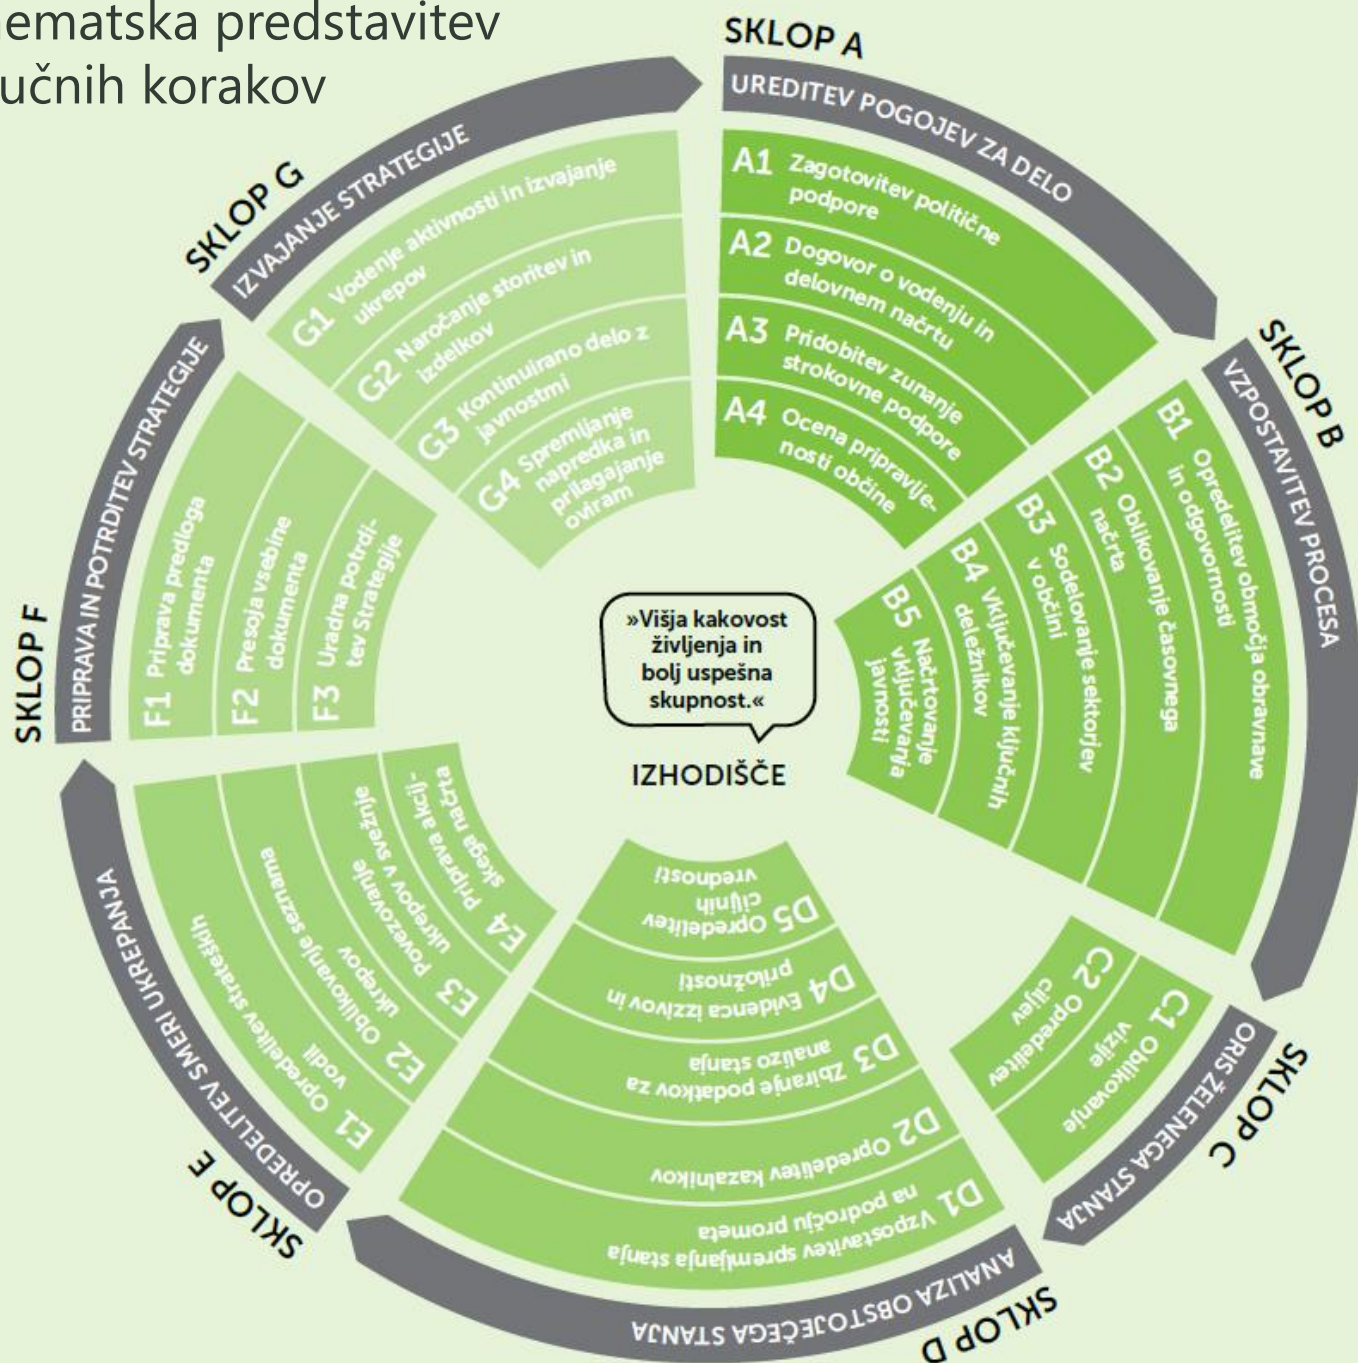 ematska predstavitev
učnih korakov
SKLOP A
UREDITEV POGOJEV ZA DELO
A1 Zagotovitev politične
podpore
A2 Dogovor o vodenju in
delovnem načrtu
A3 Pridobitev zunanje
strokovne podpore
A4 Ocena pripravlje-
nosti občine
SKLOP B
VZPOSTAVITEV PROCESA
B1 Opredelitev območja obravnave
in odgovornosti
B2 Oblikovanje časovnega
načrta
B3 Sodelovanje sektorjev
v občini
B4 Vključevanje ključnih
deležnikov
B5 Načrtovanje
vključevanja
javnosti
SKLOP C
ORIS ŽELENEGA STANJA
C1 Oblikovanje
vizije
C2 Opredelitev
ciljev
SKLOP D
ANALIZA OBSTOJEČEGA STANJA
D1 Vzpostavitev spremljanja stanja
na področju prometa
D2 Opredelitev kazalnikov
D3 Zbiranje podatkov za
analizo stanja
D4 Evidenca izzivov in
priložnosti
D5 Opredelitev
ciljnih
vrednosti
SKLOP E
OPREDELITEV SMERI UKREPANJA
E1 Opredelitev strateških
vodil
E2 Oblikovanje seznama
ukrepov
E3 Povezovanje
ukrepov v svežnje
E4 Priprava akcij-
skega načrta
SKLOP F
PRIPRAVA IN POTRDITEV STRATEGIJE
F1 Priprava predloga
dokumenta
F2 Presoja vsebine
dokumenta
F3 Uradna potrdi-
tev Strategije
SKLOP G
IZVAJANJE STRATEGIJE
G1 Vodenje aktivnosti in izvajanje
ukrepov
G2 Naročanje storitev in
izdelkov
G3 Kontinuirano delo z
javnostmi
G4 Spremljanje
napredka in
prilagajanje
oviram
»Višja kakovost
življenja in
bolj uspešna
skupnost.«
IZHODIŠČE